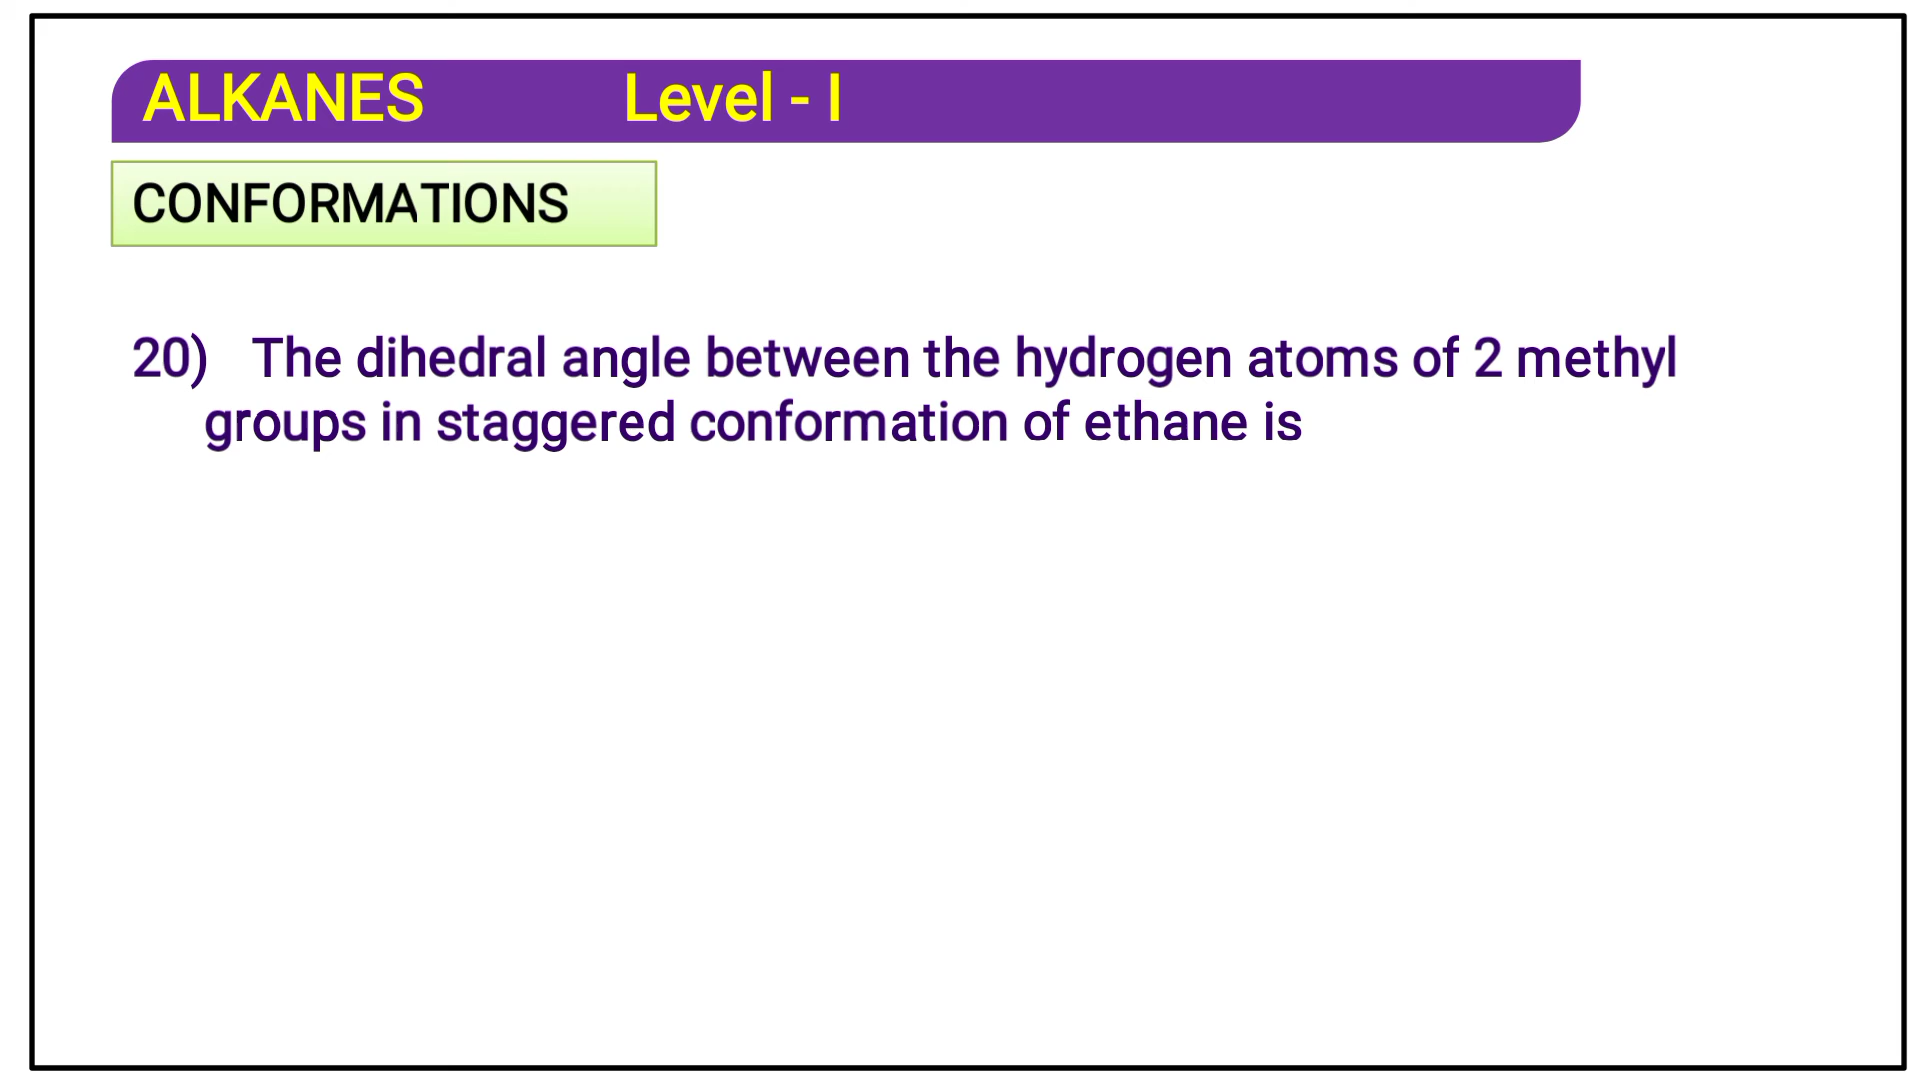 ALKANES Level - I
CONFORMATIONS
20) The dihedral angle between the hydrogen atoms of 2 methyl
groups in staggered conformation of ethane is